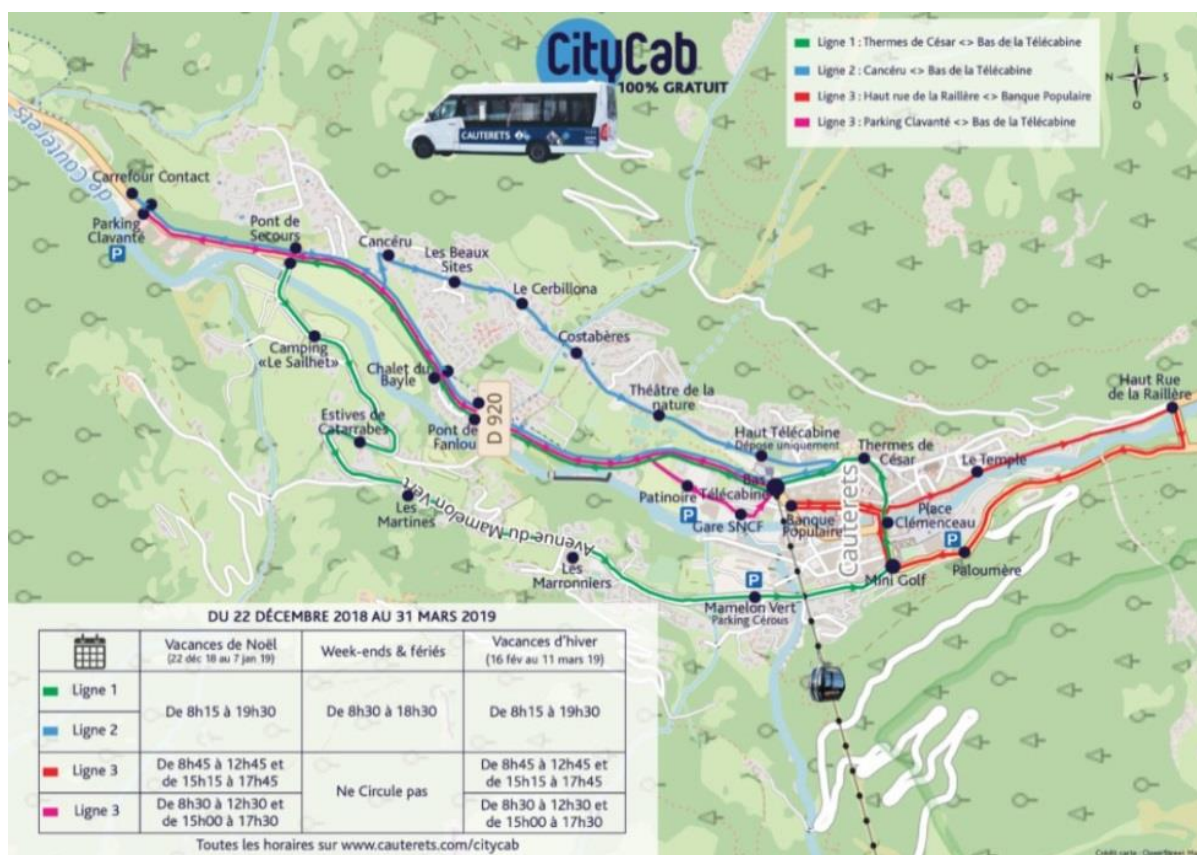 CityCab
100% GRATUIT
CAUTERETS
Ligne 1 : Thermes de César <> Bas de la Télécabine
Ligne 2 : Cancéru <> Bas de la Télécabine
Ligne 3 : Haut rue de la Raillère <> Banque Populaire
Ligne 3 : Parking Clavanté <> Bas de la Télécabine
E
N
S
O
de Cauterets
Carrefour Contact
Parking
Clavanté
P
Pont de
Secours
Cancéru
Les Beaux
Sites
Le Cerbillona
Costabères
Camping
«Le Sailhet»
Chalet du
Bayle
Théâtre de la
nature
Haut Rue
de la Raillère
Estives de
Catarrabes
Pont de
Fanlou
D 920
Haut Télécabine
Dépose uniquement
Thermes de
César
Le Temple
Bas
Télécabine
Patinoire
P
Gare SNCF
Banque
Populaire
Cauterets
Place
Clémenceau
P
Les
Martines
Avenue du Mamelon Vert
Les
Marronniers
Mini Golf
Paloumère
P
Mamelon Vert
Parking Cérous
DU 22 DÉCEMBRE 2018 AU 31 MARS 2019
Vacances de Noël
(22 déc 18 au 7 jan 19)
Week-ends & fériés
Vacances d'hiver
(16 fév au 11 mars 19)
Ligne 1
Ligne 2
De 8h15 à 19h30
De 8h30 à 18h30
De 8h15 à 19h30
Ligne 3
De 8h45 à 12h45 et
de 15h15 à 17h45
Ne Circule pas
De 8h45 à 12h45 et
de 15h15 à 17h45
Ligne 3
De 8h30 à 12h30 et
de 15h00 à 17h30
De 8h30 à 12h30 et
de 15h00 à 17h30
Toutes les horaires sur www.cauterets.com/citycab